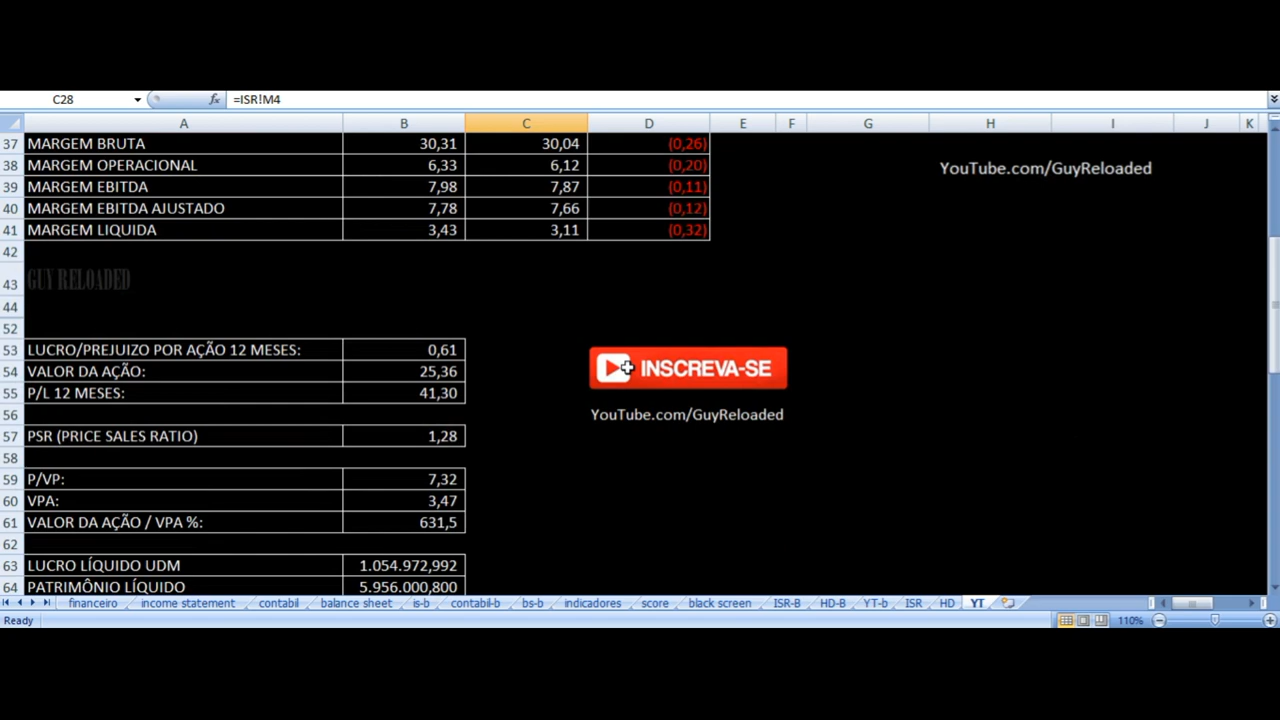 C28 fx =ISR!M4
A B C D E F G H I J K
37 MARGEM BRUTA 30,31 30,04 (0,26)
YouTube.com/GuyReloaded
38 MARGEM OPERACIONAL 6,33 6,12 (0,20)
39 MARGEM EBITDA 7,98 7,87 (0,11)
40 MARGEM EBITDA AJUSTADO 7,78 7,66 (0,12)
41 MARGEM LIQUIDA 3,43 3,11 (0,32)
42
43 GUY RELOADED
44
52
53 LUCRO/PREJUIZO POR AÇÃO 12 MESES: 0,61
INSCREVA-SE
54 VALOR DA AÇÃO: 25,36
55 P/L 12 MESES: 41,30
56
YouTube.com/GuyReloaded
57 PSR (PRICE SALES RATIO) 1,28
58
59 P/VP: 7,32
60 VPA: 3,47
61 VALOR DA AÇÃO / VPA %: 631,5
62
63 LUCRO LÍQUIDO UDM 1.054.972,992
64 PATRIMÔNIO LÍQUIDO 5.956.000,800
financeiro income statement contabil balance sheet is-b contabil-b bs-b indicadores score black screen ISR-B HD-B YT-b ISR HD YT
Ready 110%